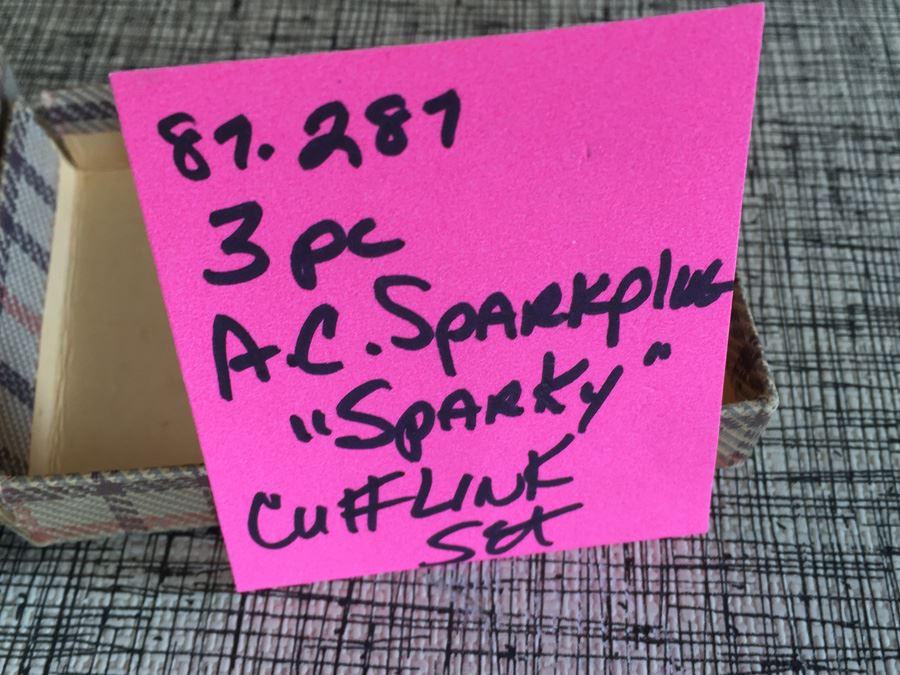 87.287
3 pc
A.C. Sparkplug
"Sparky"
Cufflink
Set